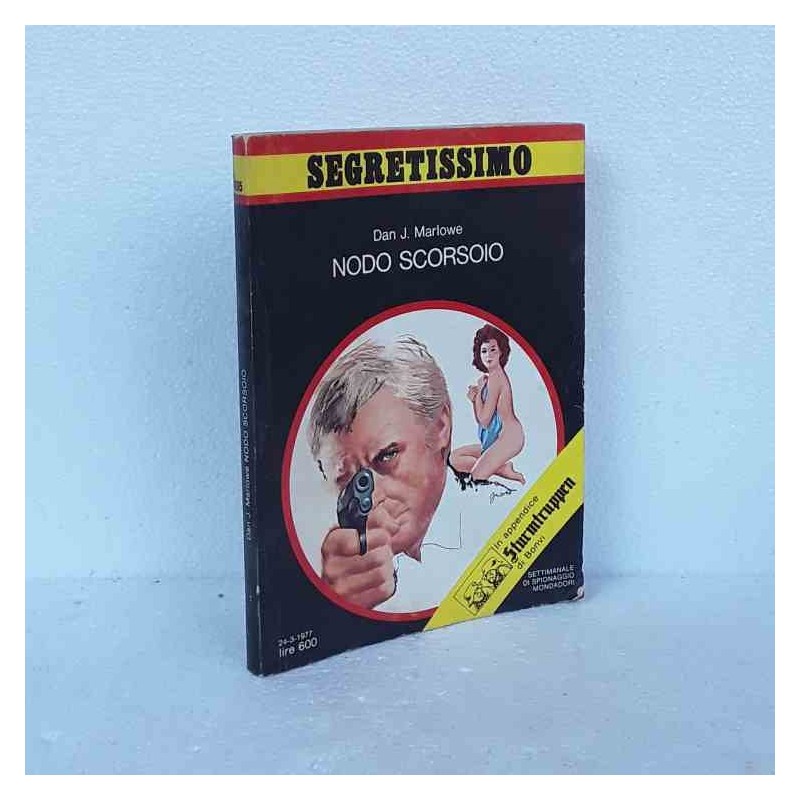 SEGRETISSIMO
Dan J. Marlowe
NODO SCORSOIO
In appendice
Sturmtruppen
di Bonvi
SETTIMANALE
DI SPIONAGGIO
MONDADORI
24-3-1977
lire 600
Dan J. Marlowe NODO SCORSOIO